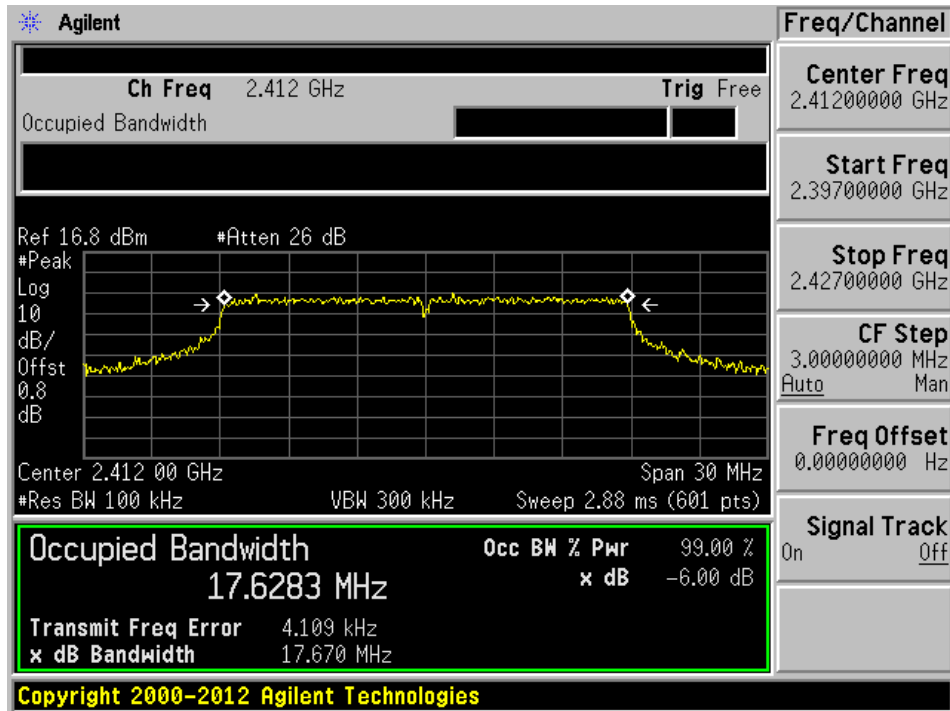 Agilent
Freq/Channel
Ch Freq 2.412 GHz Trig Free
Occupied Bandwidth
Center Freq
2.41200000 GHz
Start Freq
2.39700000 GHz
Stop Freq
2.42700000 GHz
CF Step
3.00000000 MHz
Auto Man
Freq Offset
0.00000000 Hz
Signal Track
On Off
Ref 16.8 dBm #Atten 26 dB
#Peak
Log
10
dB/
Offst
0.8
dB
Center 2.412 00 GHz Span 30 MHz
#Res BW 100 kHz VBW 300 kHz Sweep 2.88 ms (601 pts)
Occupied Bandwidth Occ BW % Pwr 99.00 %
17.6283 MHz x dB -6.00 dB
Transmit Freq Error 4.109 kHz
x dB Bandwidth 17.670 MHz
Copyright 2000-2012 Agilent Technologies